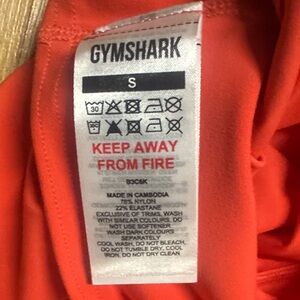 GYMSHARK
S
30
KEEP AWAY
FROM FIRE
MADE IN CAMBODIA
78% NYLON
22% ELASTANE
EXCLUSIVE OF TRIMS, WASH
WITH SIMILAR COLOURS, DO
NOT USE SOFTENER
WASH DARK COLOURS
SEPARATELY
COOL WASH, DO NOT BLEACH,
DO NOT TUMBLE DRY, COOL
IRON, DO NOT DRY CLEAN